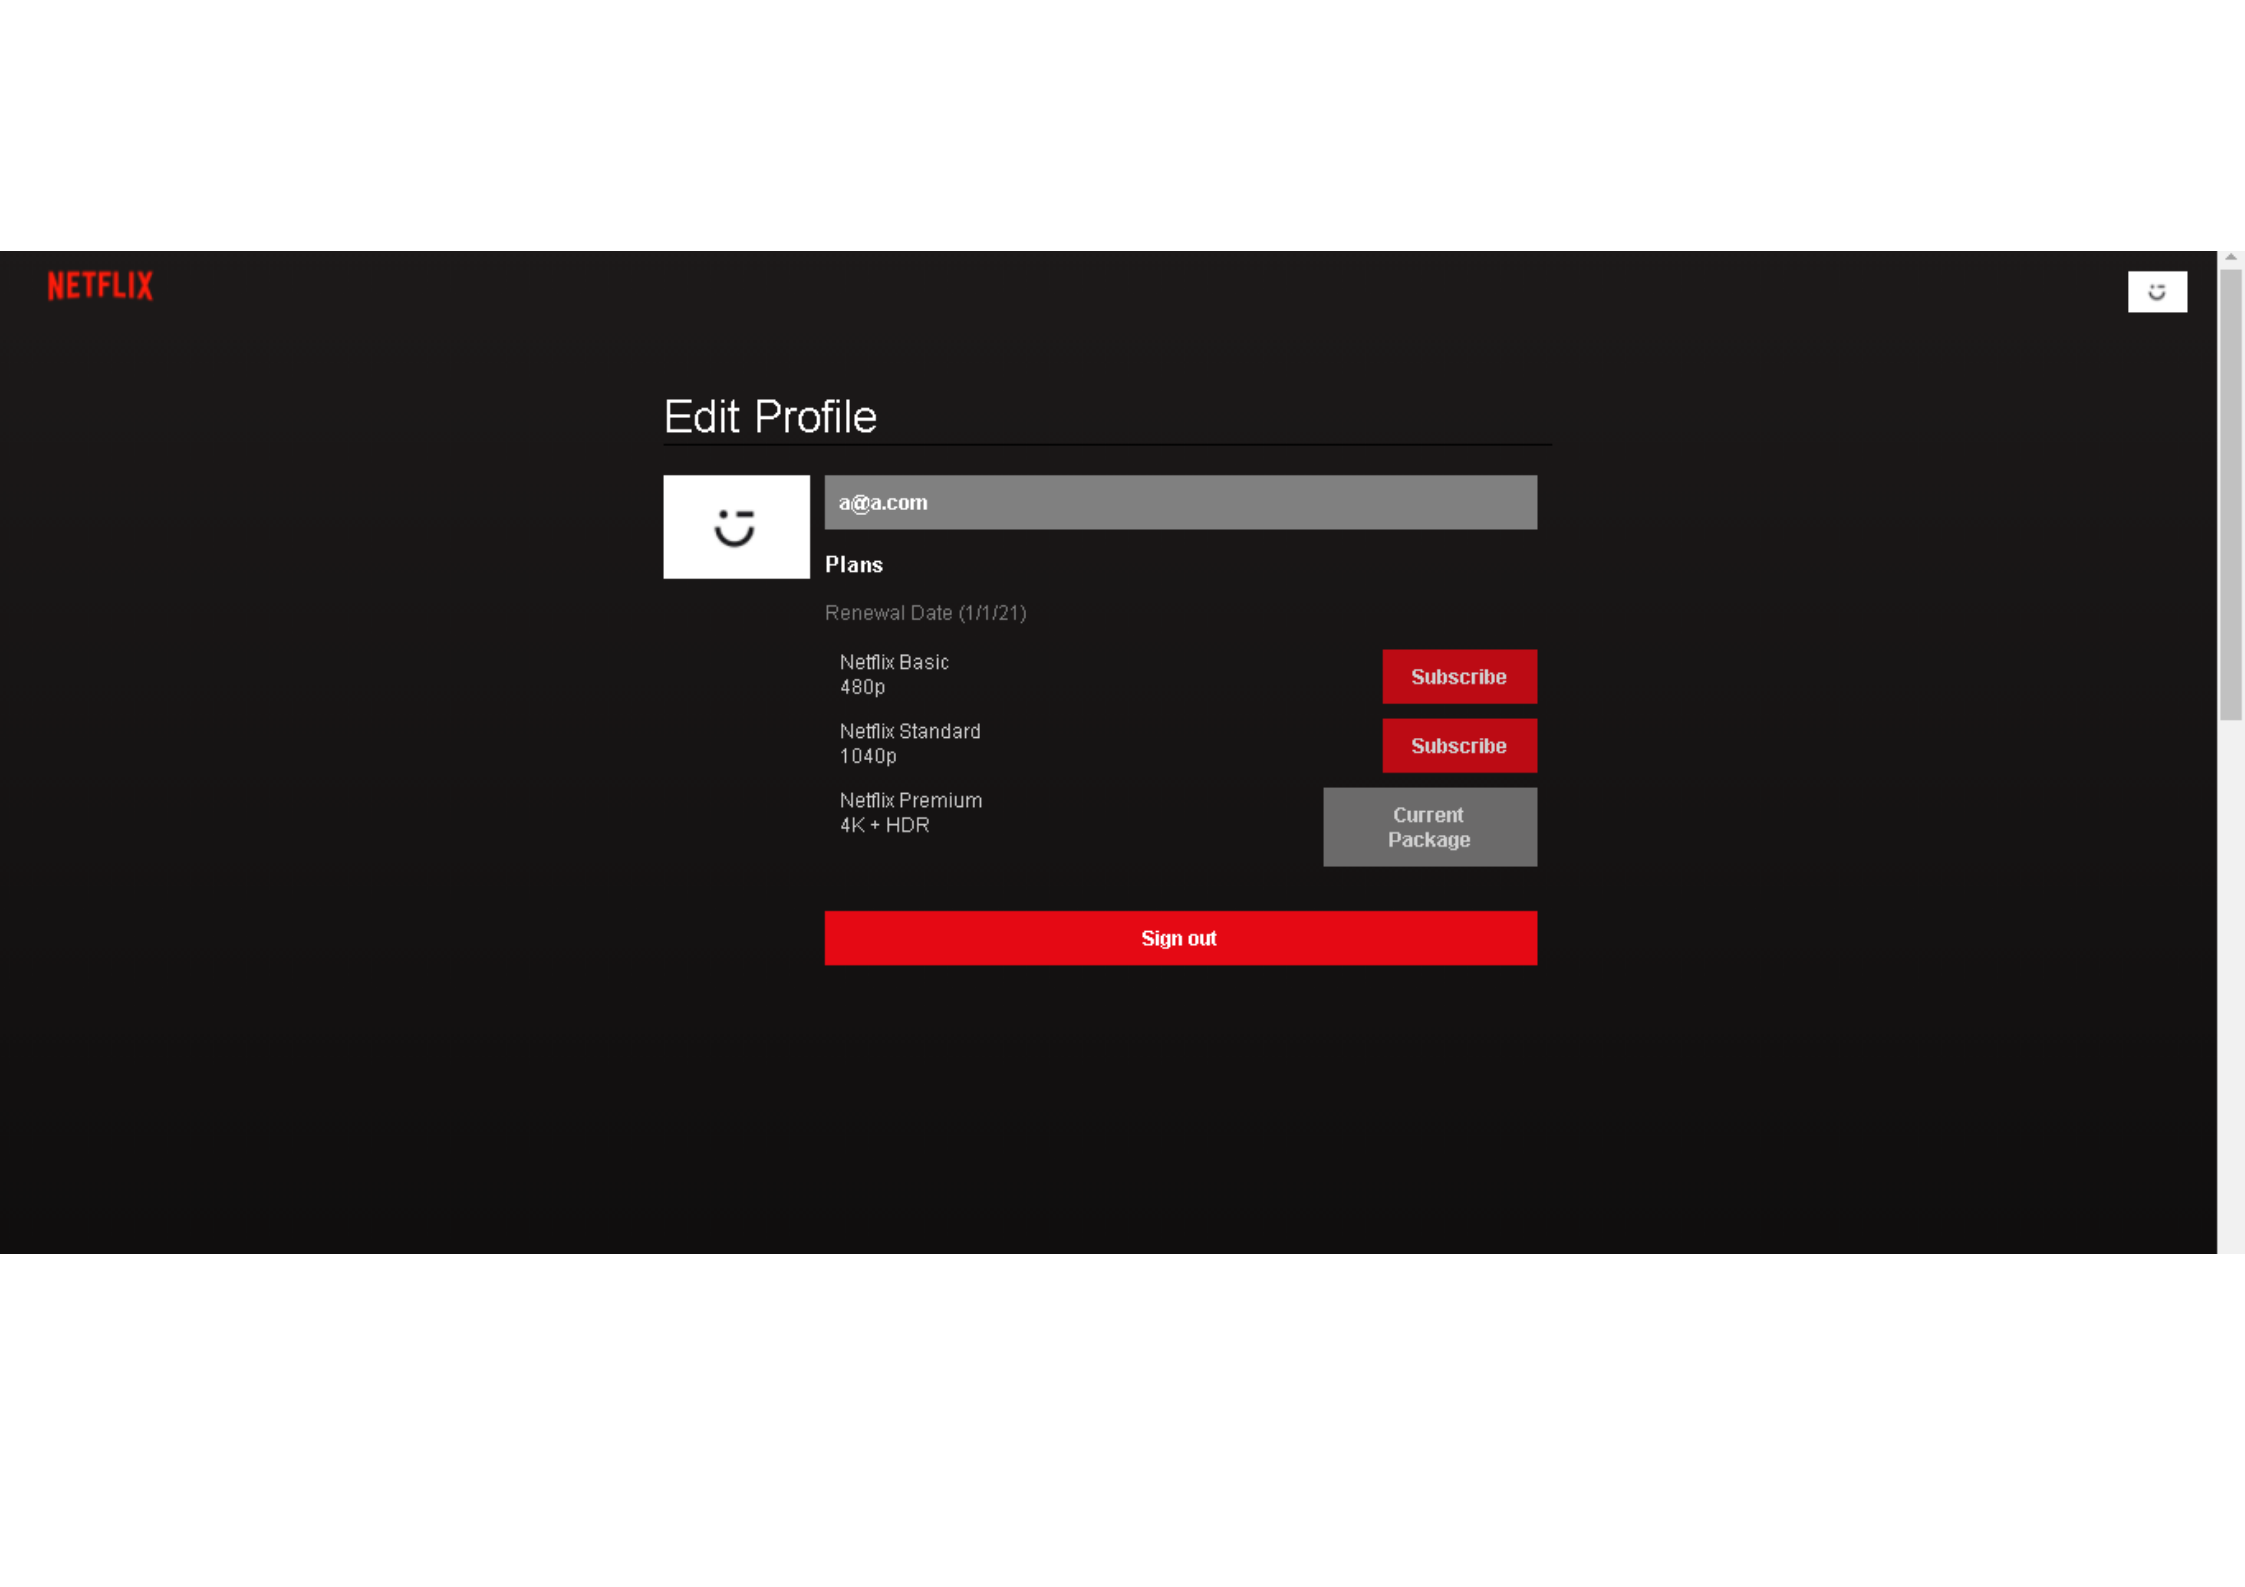 NETFLIX
Edit Profile
a@a.com
Plans
Renewal Date (1/1/21)
Netflix Basic
480p
Subscribe
Netflix Standard
1040p
Subscribe
Netflix Premium
4K + HDR
Current
Package
Sign out